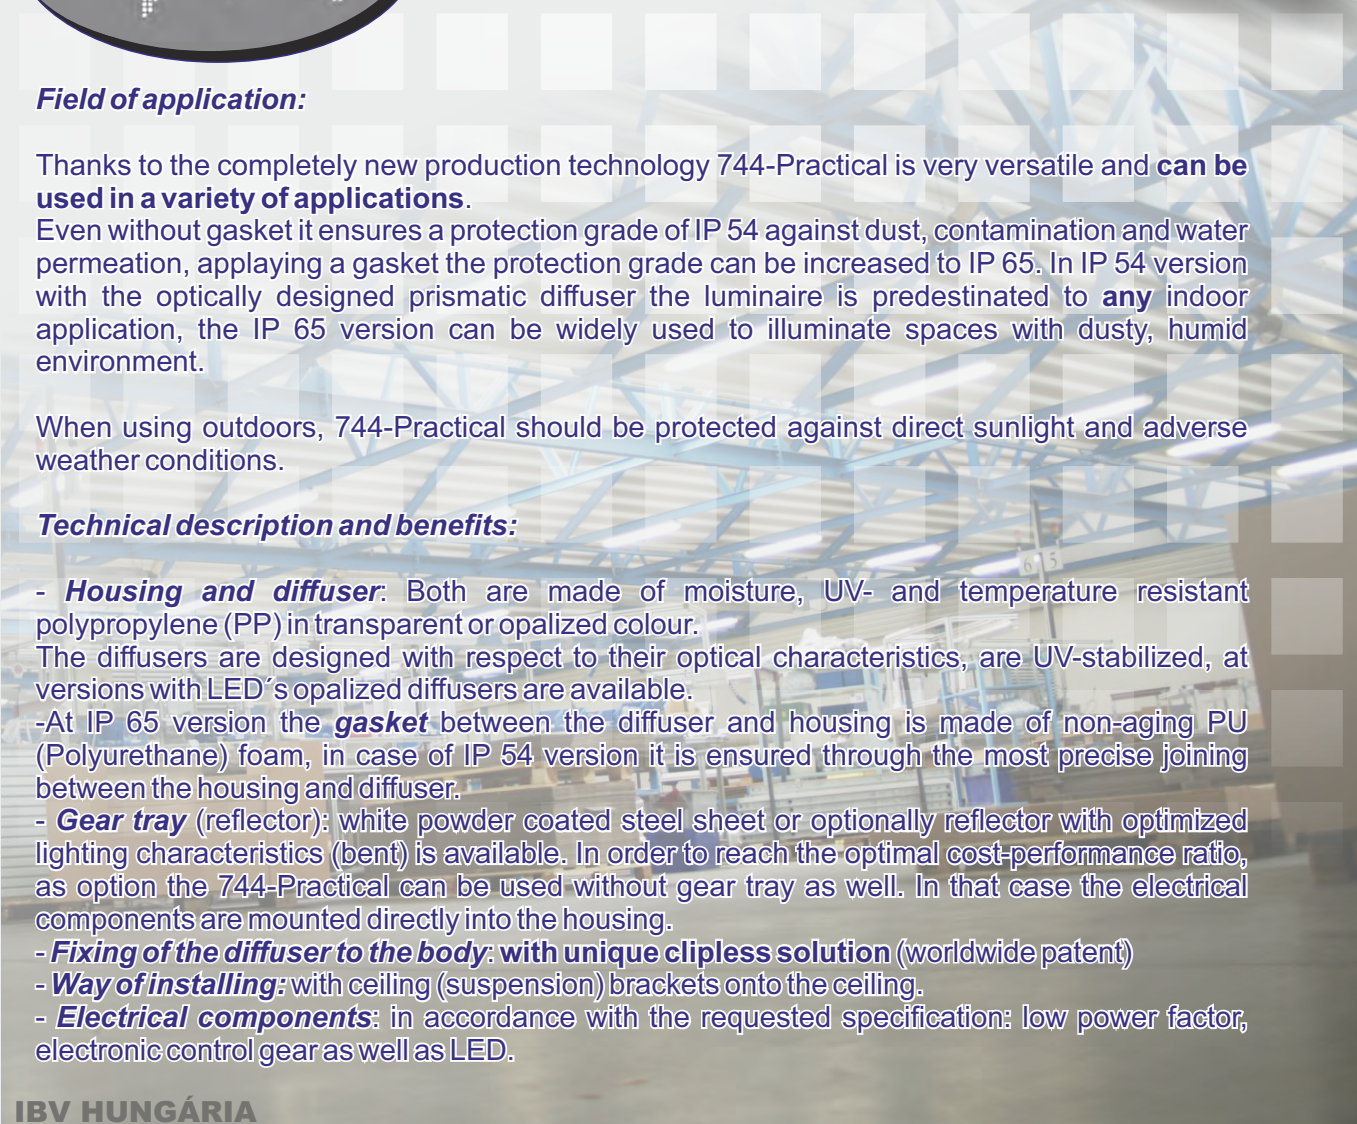 Field of application:
Thanks to the completely new production technology 744-Practical is very versatile and can be
used in a variety of applications.
Even without gasket it ensures a protection grade of IP 54 against dust, contamination and water
permeation, applaying a gasket the protection grade can be increased to IP 65. In IP 54 version
with the optically designed prismatic diffuser the luminaire is predestinated to any indoor
application, the IP 65 version can be widely used to illuminate spaces with dusty, humid
environment.
When using outdoors, 744-Practical should be protected against direct sunlight and adverse
weather conditions.
Technical description and benefits:
- Housing and diffuser: Both are made of moisture, UV- and temperature resistant
polypropylene (PP) in transparent or opalized colour.
The diffusers are designed with respect to their optical characteristics, are UV-stabilized, at
versions with LED´s opalized diffusers are available.
-At IP 65 version the gasket between the diffuser and housing is made of non-aging PU
(Polyurethane) foam, in case of IP 54 version it is ensured through the most precise joining
between the housing and diffuser.
- Gear tray (reflector): white powder coated steel sheet or optionally reflector with optimized
lighting characteristics (bent) is available. In order to reach the optimal cost-performance ratio,
as option the 744-Practical can be used without gear tray as well. In that case the electrical
components are mounted directly into the housing.
- Fixing of the diffuser to the body: with unique clipless solution (worldwide patent)
- Way of installing: with ceiling (suspension) brackets onto the ceiling.
- Electrical components: in accordance with the requested specification: low power factor,
electronic control gear as well as LED.
IBV HUNGÁRIA
6 5